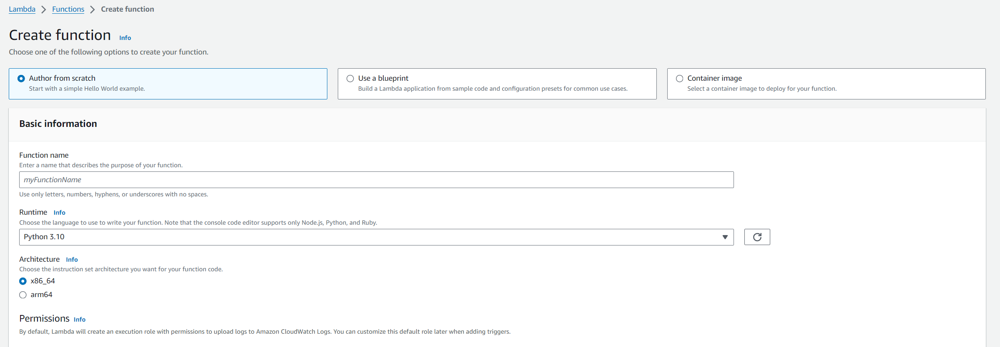 Lambda > Functions > Create function
Create function Info
Choose one of the following options to create your function.
Author from scratch
Start with a simple Hello World example.
Use a blueprint
Build a Lambda application from sample code and configuration presets for common use cases.
Container image
Select a container image to deploy for your function.
Basic information
Function name
Enter a name that describes the purpose of your function.
myFunctionName
Use only letters, numbers, hyphens, or underscores with no spaces.
Runtime Info
Choose the language to use to write your function. Note that the console code editor supports only Node.js, Python, and Ruby.
Python 3.10
Architecture Info
Choose the instruction set architecture you want for your function code.
x86_64
arm64
Permissions Info
By default, Lambda will create an execution role with permissions to upload logs to Amazon CloudWatch Logs. You can customize this default role later when adding triggers.